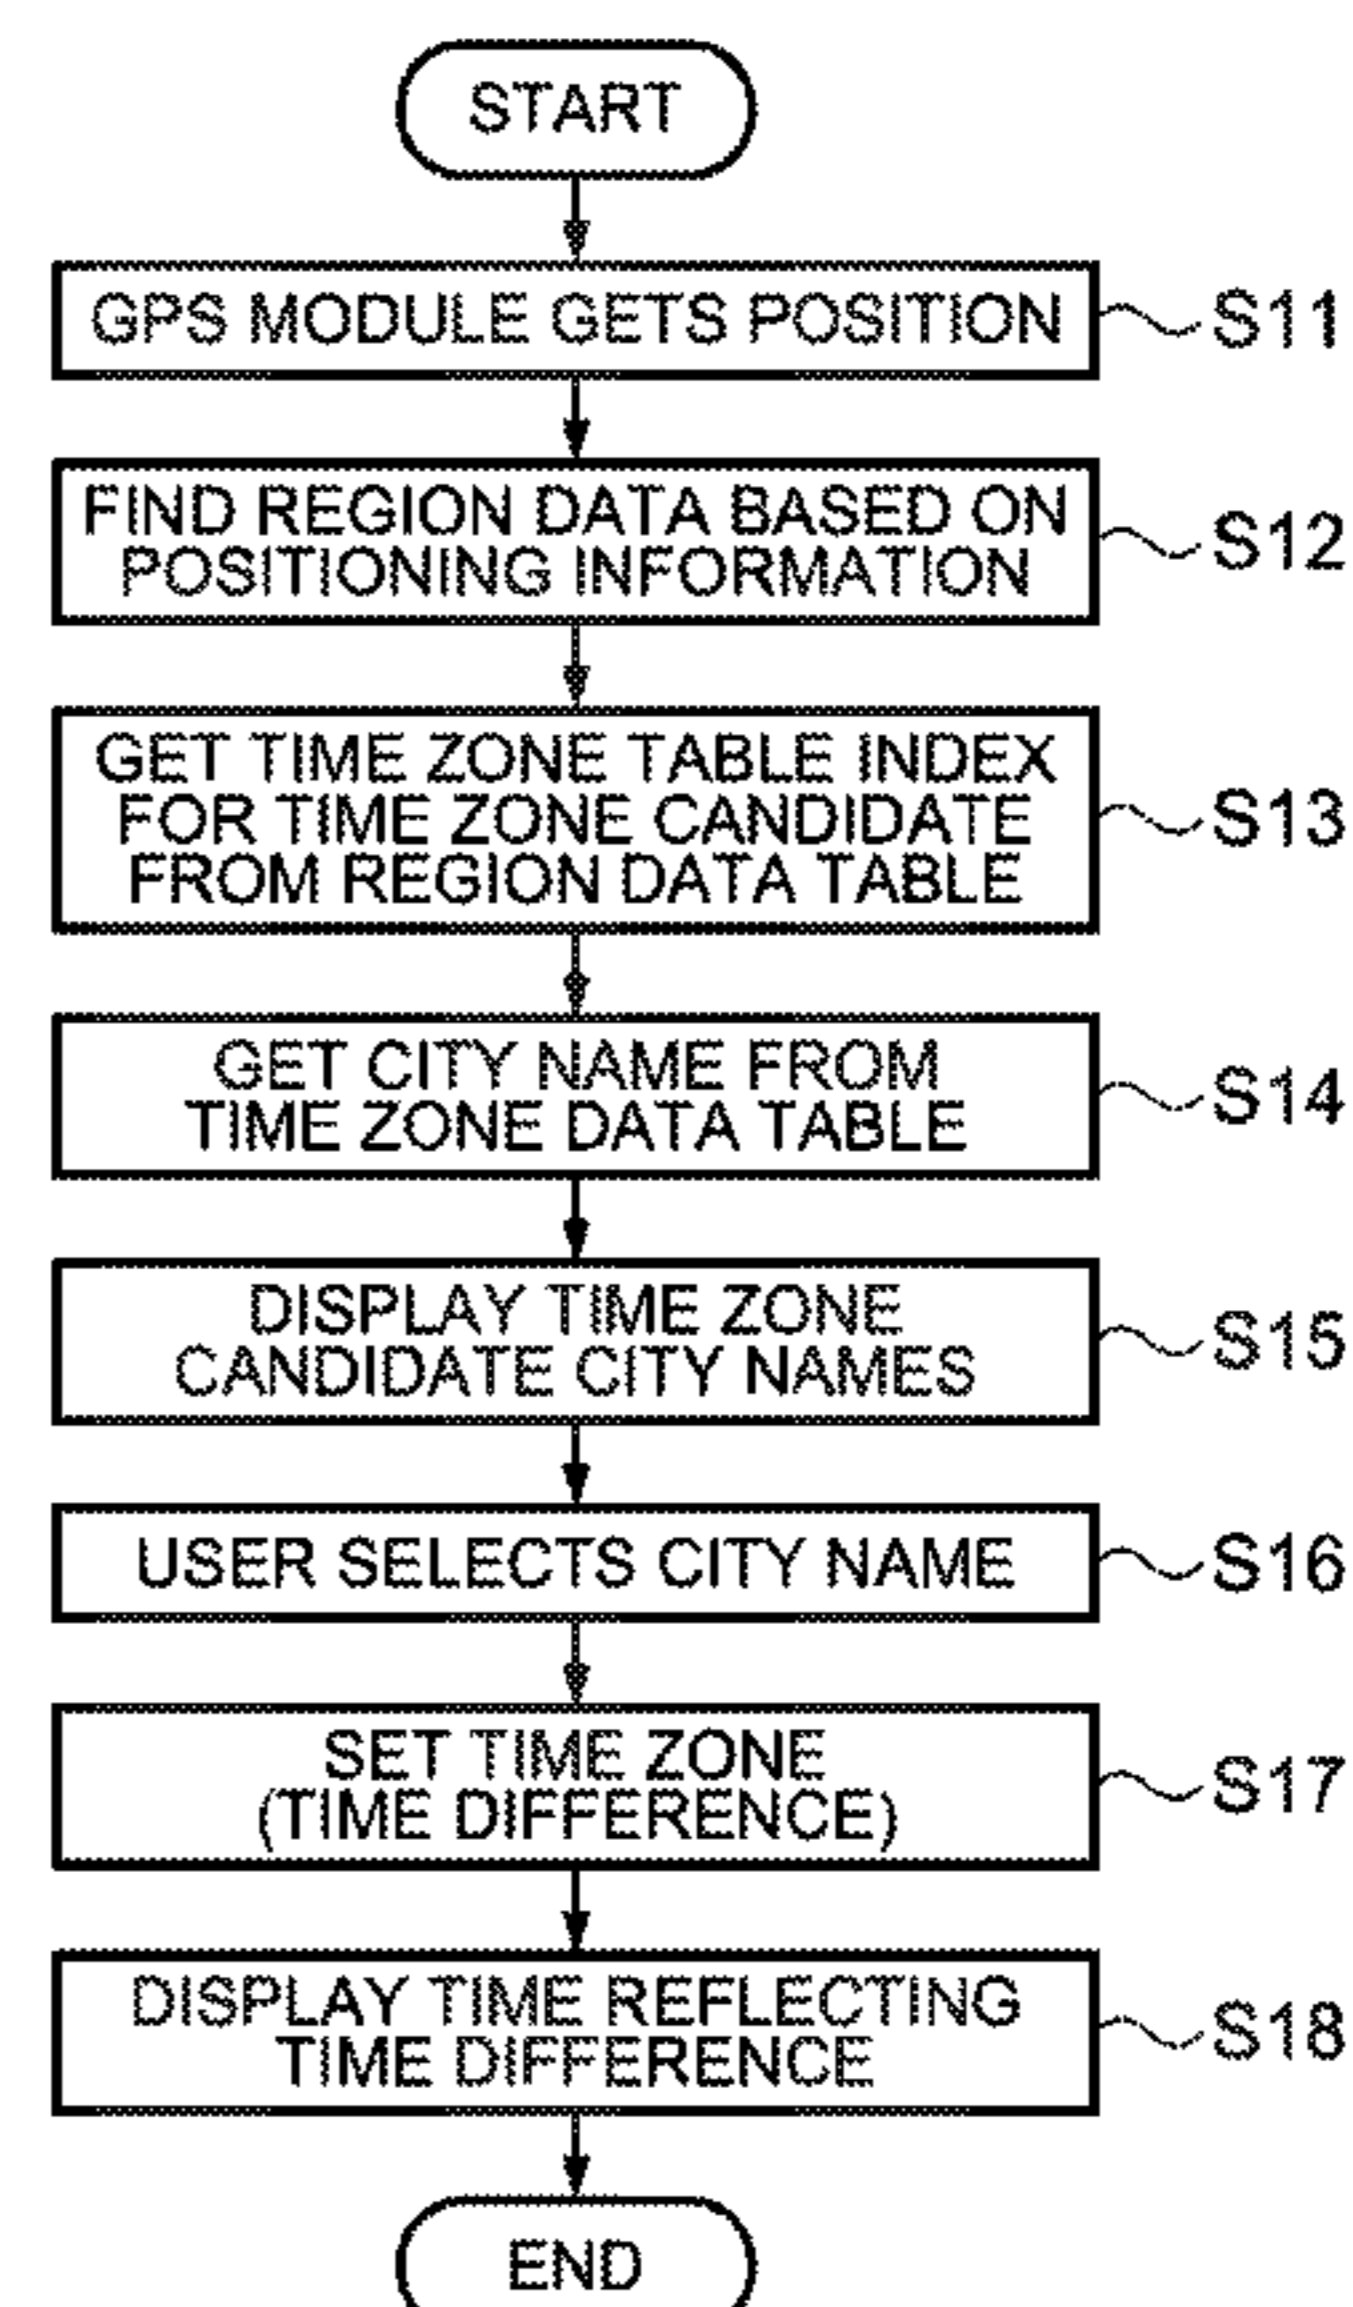 START
GPS MODULE GETS POSITION
S11
FIND REGION DATA BASED ON
POSITIONING INFORMATION
S12
GET TIME ZONE TABLE INDEX
FOR TIME ZONE CANDIDATE
FROM REGION DATA TABLE
S13
GET CITY NAME FROM
TIME ZONE DATA TABLE
S14
DISPLAY TIME ZONE
CANDIDATE CITY NAMES
S15
USER SELECTS CITY NAME
S16
SET TIME ZONE
(TIME DIFFERENCE)
S17
DISPLAY TIME REFLECTING
TIME DIFFERENCE
S18
END